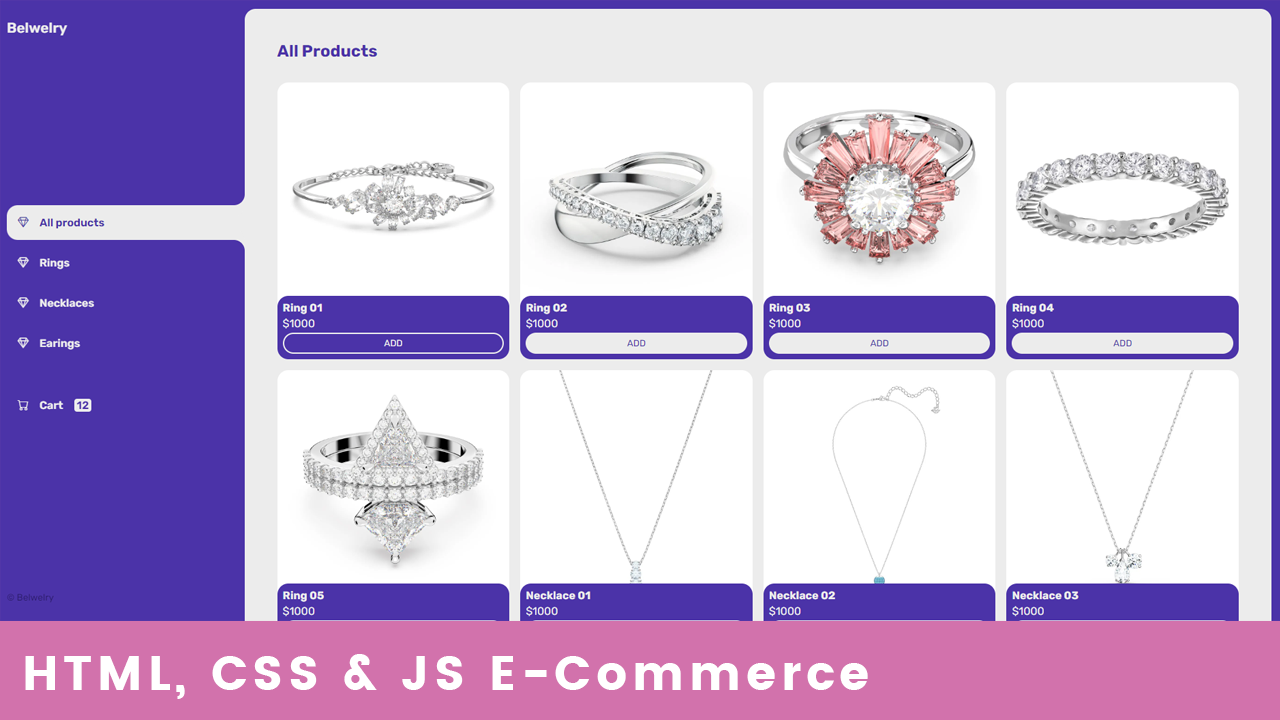 Belwelry
All products
Rings
Necklaces
Earings
Cart 12
© Belwelry
All Products
Ring 01
$1000
ADD
Ring 02
$1000
ADD
Ring 03
$1000
ADD
Ring 04
$1000
ADD
Ring 05
$1000
Necklace 01
$1000
Necklace 02
$1000
Necklace 03
$1000
HTML, CSS & JS E-Commerce